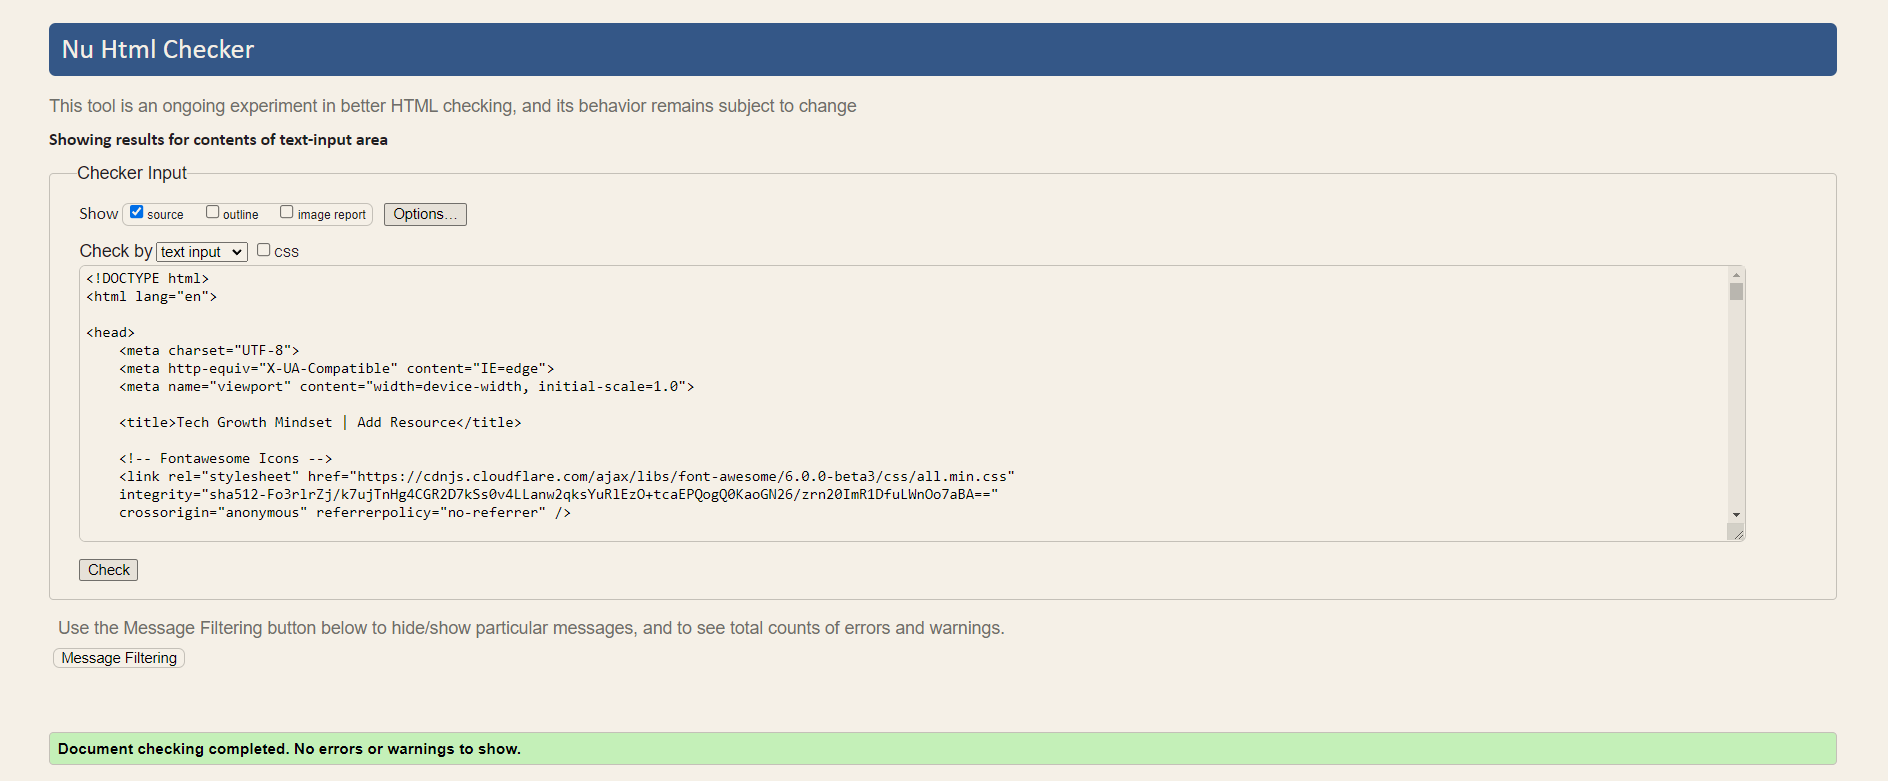 Nu Html Checker
This tool is an ongoing experiment in better HTML checking, and its behavior remains subject to change
Showing results for contents of text-input area
Checker Input
Show source outline image report Options...
Check by text input CSS
<!DOCTYPE html>
<html lang="en">
<head>
<meta charset="UTF-8">
<meta http-equiv="X-UA-Compatible" content="IE=edge">
<meta name="viewport" content="width=device-width, initial-scale=1.0">
<title>Tech Growth Mindset | Add Resource</title>
<!-- Fontawesome Icons -->
<link rel="stylesheet" href="https://cdnjs.cloudflare.com/ajax/libs/font-awesome/6.0.0-beta3/css/all.min.css"
integrity="sha512-Fo3rlrZj/k7ujTnHg4CGR2D7kSs0v4LLanw2qksYuRlEzO+tcaEPQogQ0KaoGN26/zrn20ImR1DfuLWnOo7aBA=="
crossorigin="anonymous" referrerpolicy="no-referrer" />
Check
Use the Message Filtering button below to hide/show particular messages, and to see total counts of errors and warnings.
Message Filtering
Document checking completed. No errors or warnings to show.